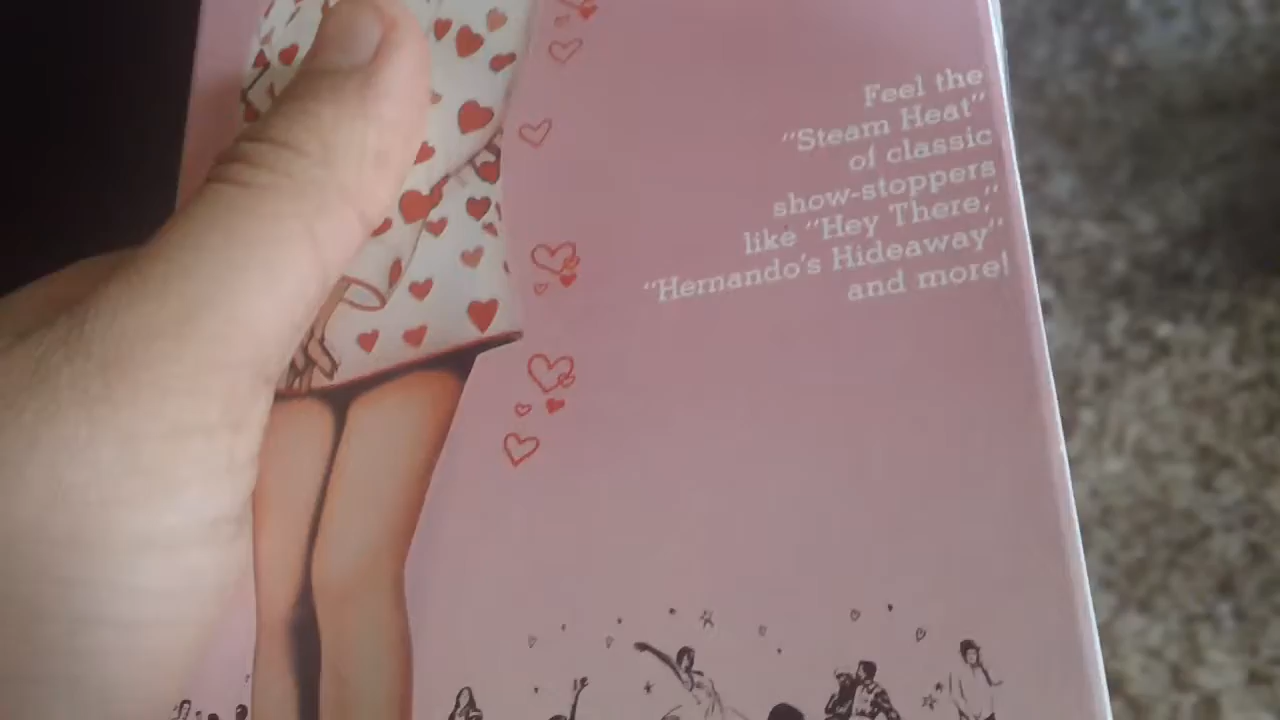 Feel the
"Steam Heat"
of classic
show-stoppers
like "Hey There,"
"Hernando's Hideaway"
and more!